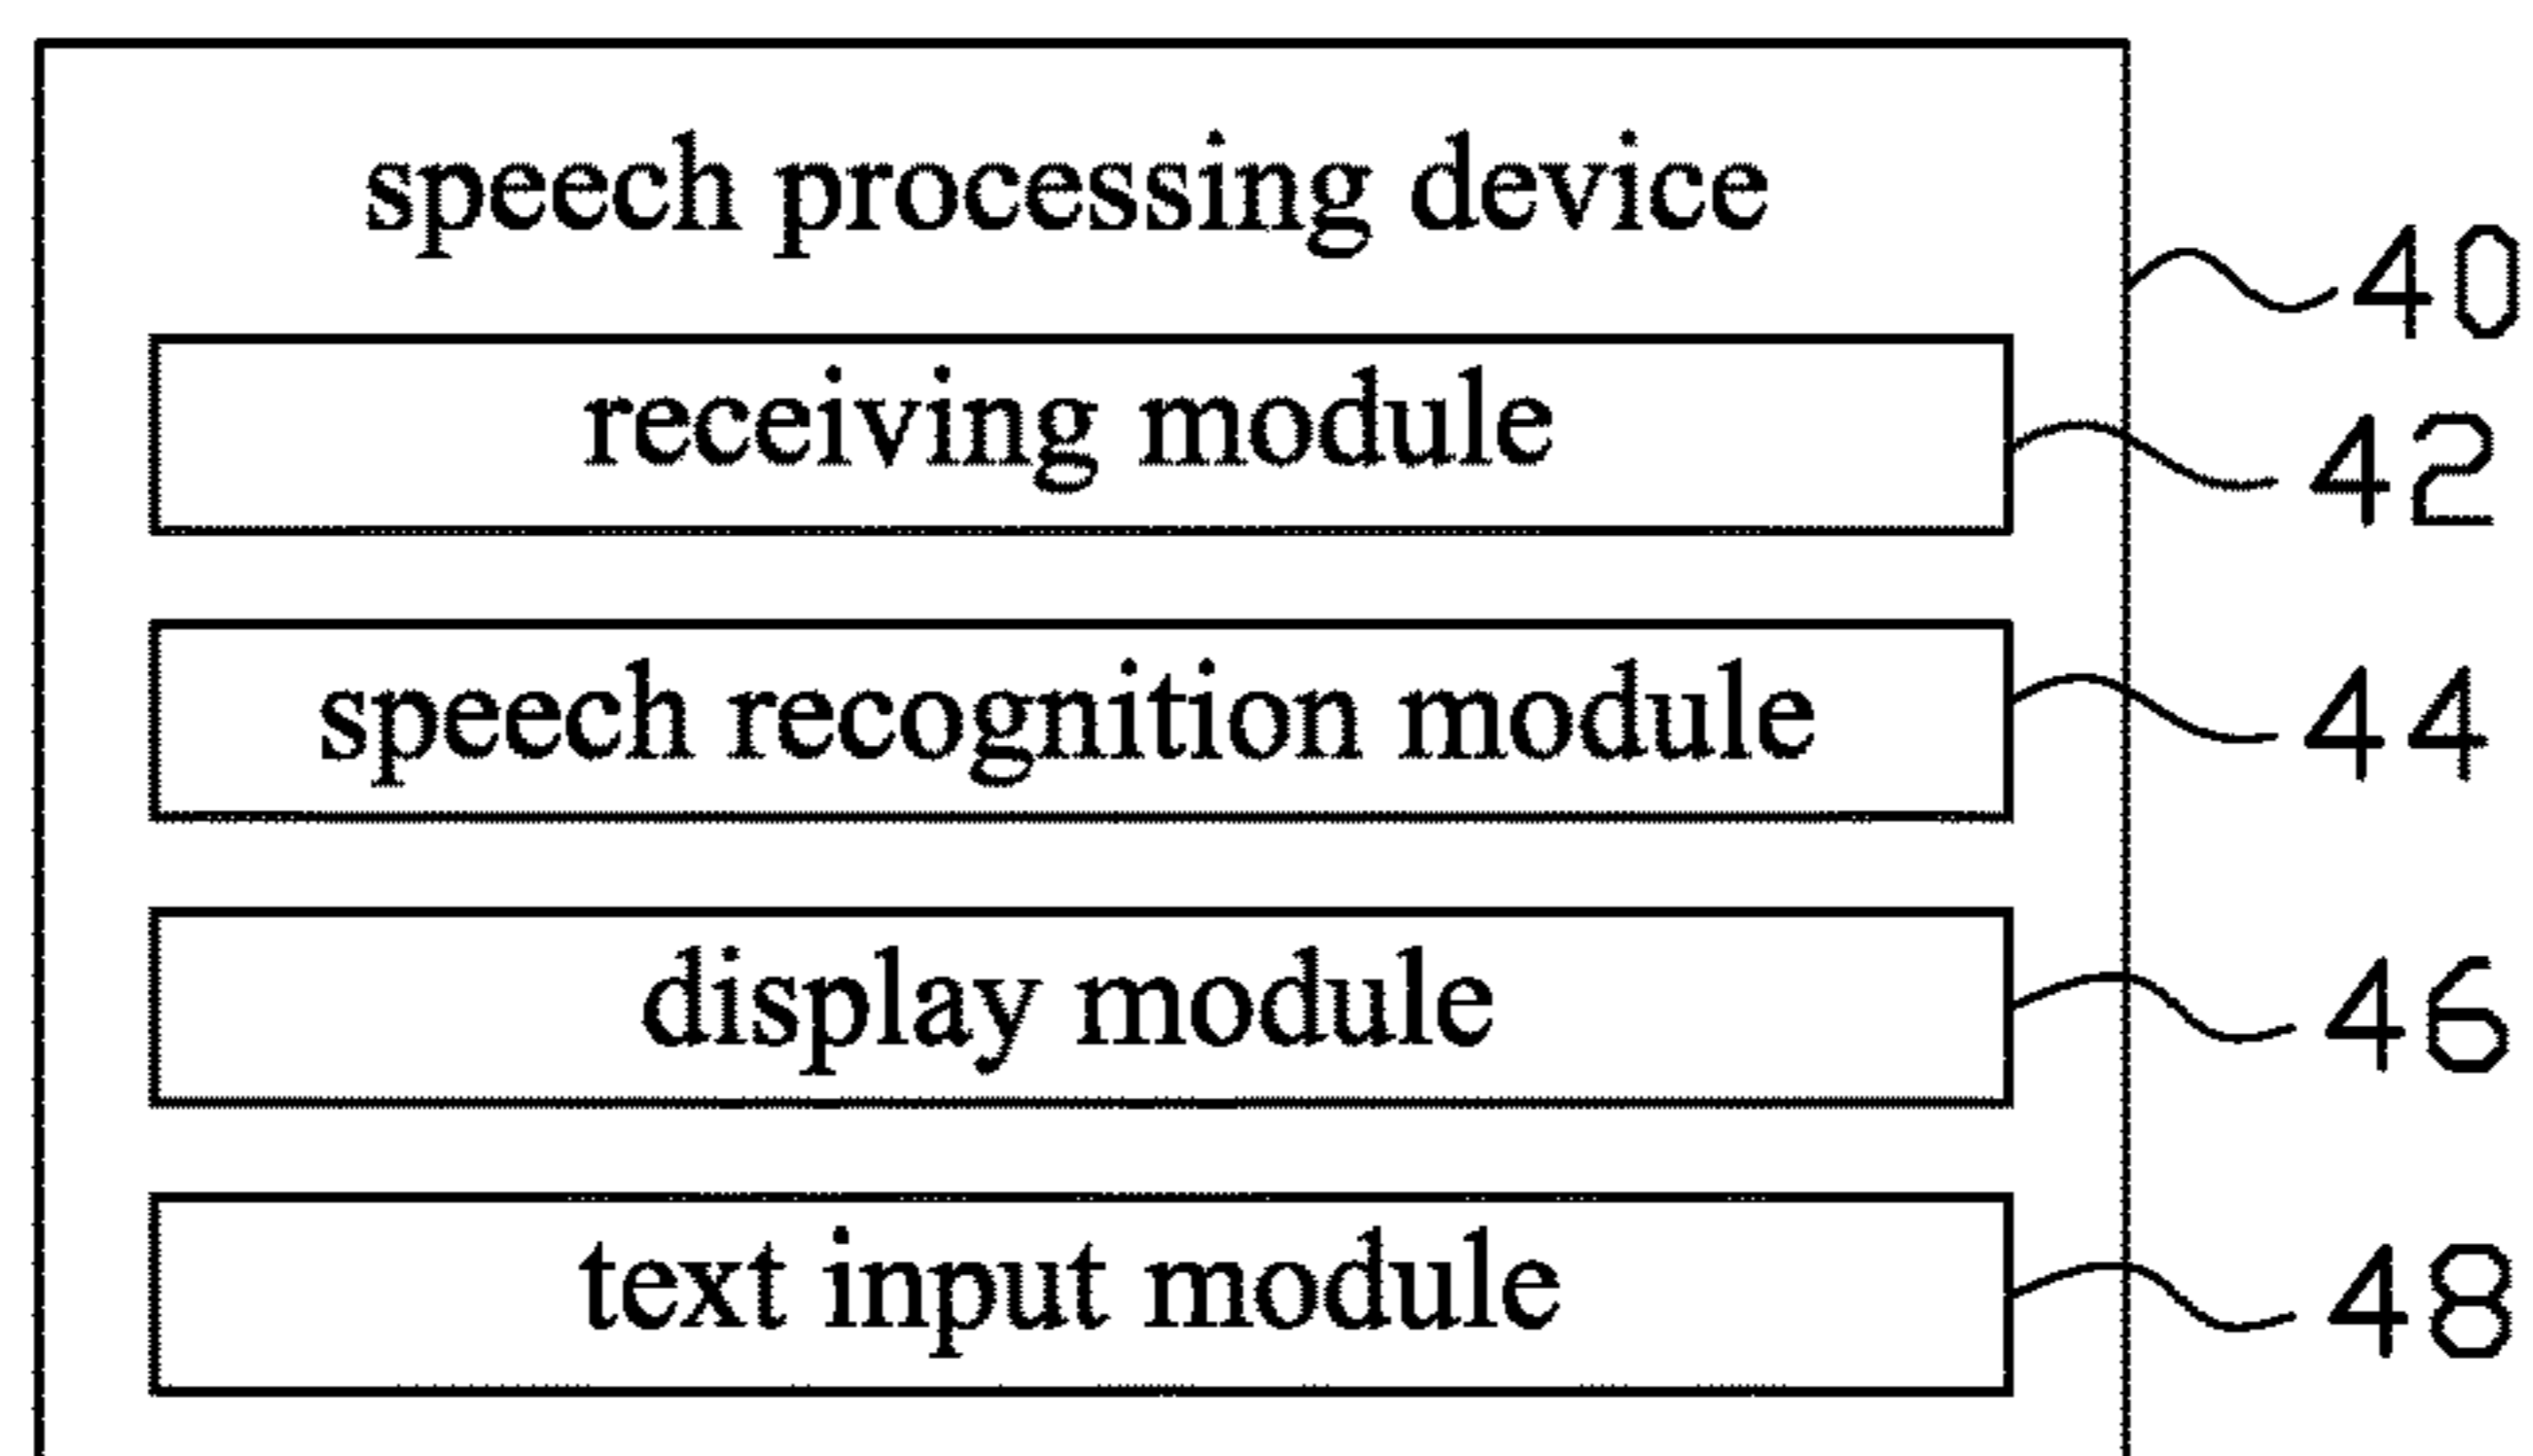 speech processing device
40
receiving module
42
speech recognition module
44
display module
46
text input module
48